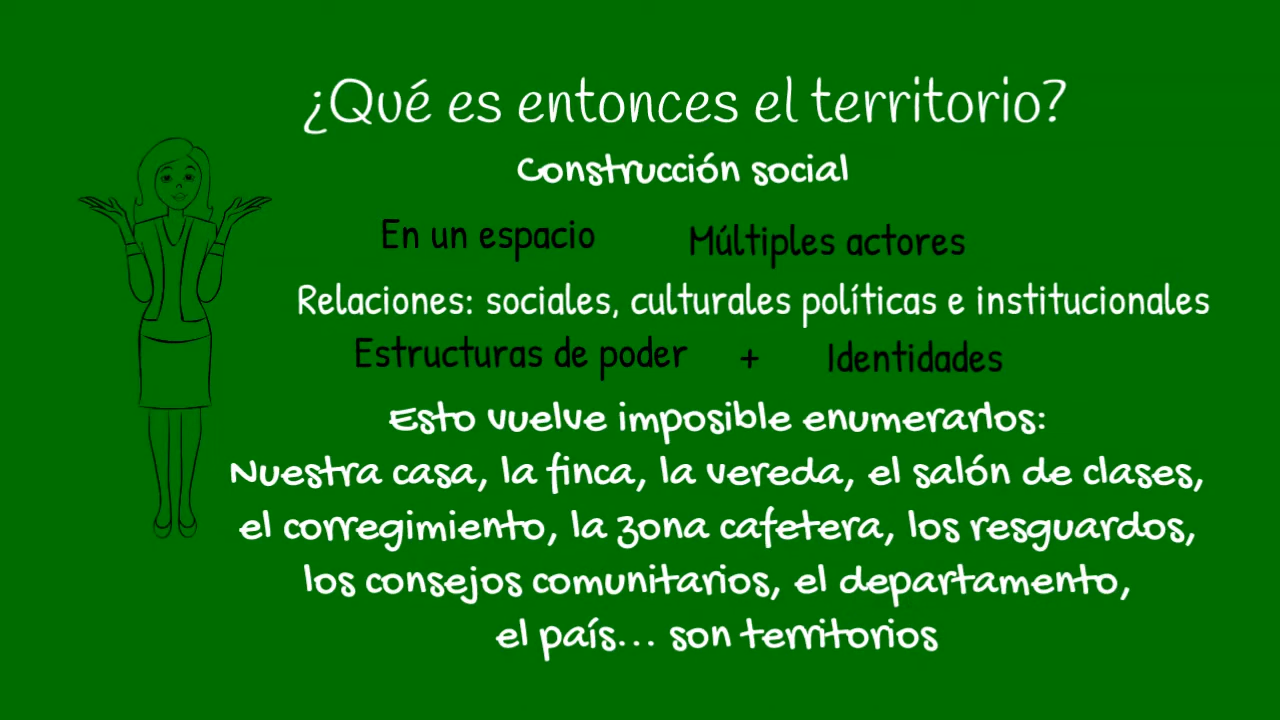 ¿Qué es entonces el territorio?
Construcción social
En un espacio Múltiples actores
Relaciones: sociales, culturales políticas e institucionales
Estructuras de poder + Identidades
Esto vuelve imposible enumerarlos:
Nuestra casa, la finca, la vereda, el salón de clases,
el corregimiento, la zona cafetera, los resguardos,
los consejos comunitarios, el departamento,
el país... son territorios